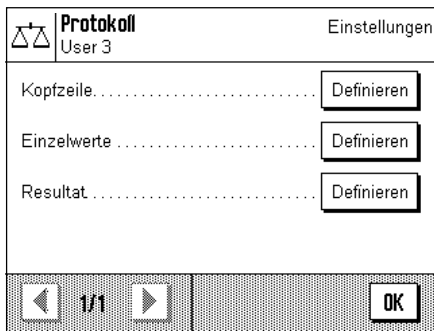 Protokoll Einstellungen
User 3
Kopfzeile............................ Definieren
Einzelwerte ......................... Definieren
Resultat............................. Definieren
1/1 OK